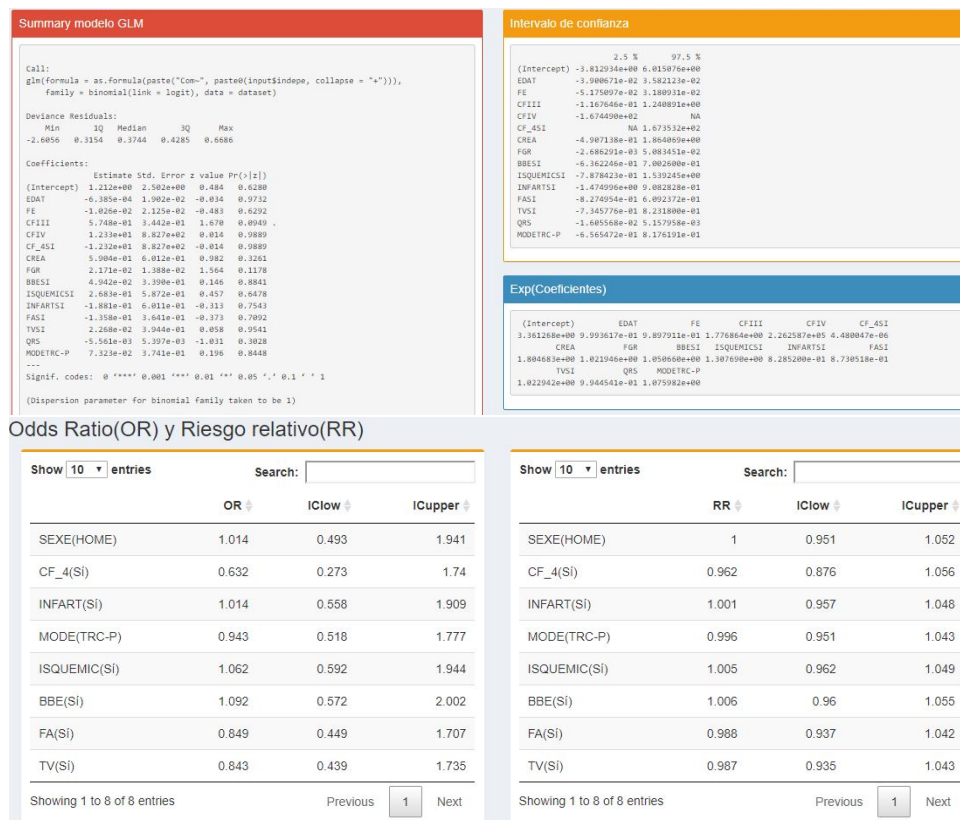 Summary modelo GLM
Call:
glm(formula = as.formula(paste("Com~", paste0(input$indepe, collapse = "+"))),
family = binomial(link = logit), data = dataset)
Deviance Residuals:
Min 1Q Median 3Q Max
-2.6056 0.3154 0.3744 0.4285 0.6686
Coefficients:
Estimate Std. Error z value Pr(>|z|)
(Intercept) 1.212e+00 2.502e+00 0.484 0.6280
EDAT -6.385e-04 1.902e-02 -0.034 0.9732
FE -1.026e-02 2.125e-02 -0.483 0.6292
CFIII 5.748e-01 3.442e-01 1.670 0.0949 .
CFIV 1.233e+01 8.827e+02 0.014 0.9889
CF_4SI -1.232e+01 8.827e+02 -0.014 0.9889
CREA 5.904e-01 6.012e-01 0.982 0.3261
FGR 2.171e-02 1.388e-02 1.564 0.1178
BBESI 4.942e-02 3.390e-01 0.146 0.8841
ISQUEMICSI 2.683e-01 5.872e-01 0.457 0.6478
INFARTSI -1.881e-01 6.011e-01 -0.313 0.7543
FASI -1.358e-01 3.641e-01 -0.373 0.7092
TVSI 2.268e-02 3.944e-01 0.058 0.9541
QRS -5.561e-03 5.397e-03 -1.031 0.3028
MODETRC-P 7.323e-02 3.741e-01 0.196 0.8448
---
Signif. codes: 0 '***' 0.001 '**' 0.01 '*' 0.05 '.' 0.1 ' ' 1
(Dispersion parameter for binomial family taken to be 1)
Intervalo de confianza
2.5 % 97.5 %
(Intercept) -3.812934e+00 6.015076e+00
EDAT -3.900671e-02 3.582123e-02
FE -5.175097e-02 3.180931e-02
CFIII -1.167646e-01 1.240891e+00
CFIV -1.674490e+02 NA
CF_4SI NA 1.673532e+02
CREA -4.907138e-01 1.864069e+00
FGR -2.686291e-03 5.083451e-02
BBESI -6.362246e-01 7.002600e-01
ISQUEMICSI -7.878423e-01 1.539245e+00
INFARTSI -1.474996e+00 9.082828e-01
FASI -8.274954e-01 6.092372e-01
TVSI -7.345776e-01 8.231800e-01
QRS -1.605568e-02 5.157958e-03
MODETRC-P -6.565472e-01 8.176191e-01
Exp(Coeficientes)
(Intercept) EDAT FE CFIII CFIV CF_4SI
3.361268e+00 9.993617e-01 9.897911e-01 1.776864e+00 2.262587e+05 4.480047e-06
CREA FGR BBESI ISQUEMICSI INFARTSI FASI
1.804683e+00 1.021946e+00 1.050660e+00 1.307690e+00 8.285200e-01 8.730518e-01
TVSI QRS MODETRC-P
1.022942e+00 9.944541e-01 1.075982e+00
Odds Ratio(OR) y Riesgo relativo(RR)
Show 10 entries Search:
OR IClow ICupper
SEXE(HOME) 1.014 0.493 1.941
CF_4(Sí) 0.632 0.273 1.74
INFART(Sí) 1.014 0.558 1.909
MODE(TRC-P) 0.943 0.518 1.777
ISQUEMIC(Sí) 1.062 0.592 1.944
BBE(Sí) 1.092 0.572 2.002
FA(Sí) 0.849 0.449 1.707
TV(Sí) 0.843 0.439 1.735
Showing 1 to 8 of 8 entries Previous 1 Next
Show 10 entries Search:
RR IClow ICupper
SEXE(HOME) 1 0.951 1.052
CF_4(Sí) 0.962 0.876 1.056
INFART(Sí) 1.001 0.957 1.048
MODE(TRC-P) 0.996 0.951 1.043
ISQUEMIC(Sí) 1.005 0.962 1.049
BBE(Sí) 1.006 0.96 1.055
FA(Sí) 0.988 0.937 1.042
TV(Sí) 0.987 0.935 1.043
Showing 1 to 8 of 8 entries Previous 1 Next